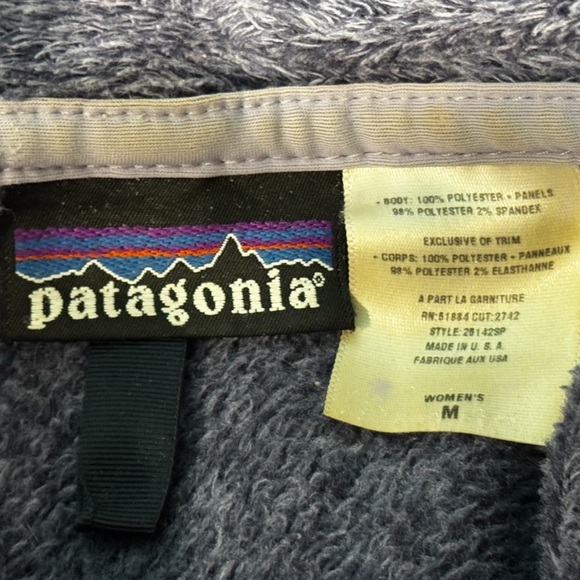 patagonia®
• BODY: 100% POLYESTER • PANELS
98% POLYESTER 2% SPANDEX
EXCLUSIVE OF TRIM
• CORPS: 100% POLYESTER • PANNEAUX
98% POLYESTER 2% ELASTHANNE
A PART LA GARNITURE
RN:51884 CUT:2742
STYLE:25142SP
MADE IN U.S.A.
FABRIQUE AUX USA
WOMEN'S
M